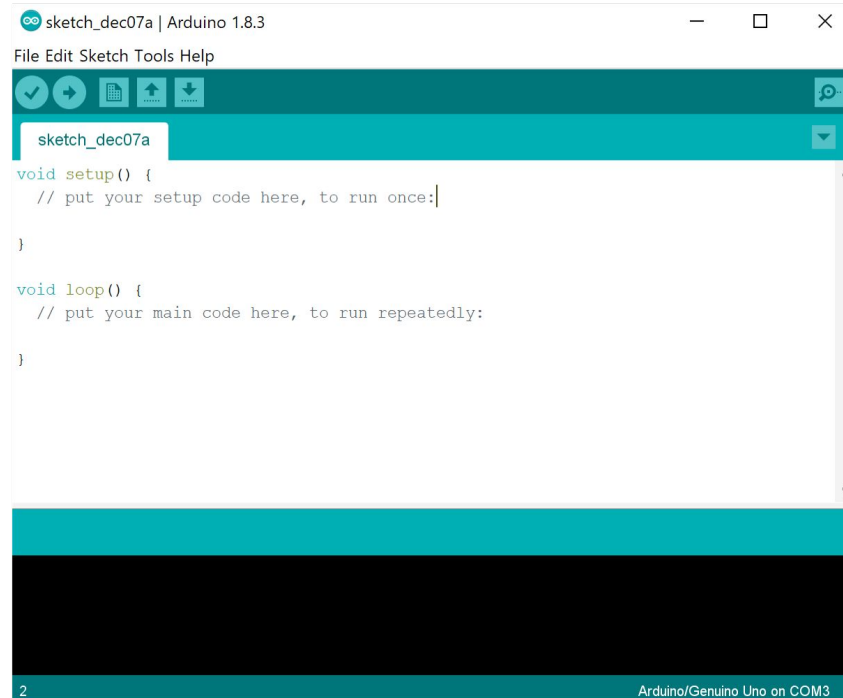 sketch_dec07a | Arduino 1.8.3
File Edit Sketch Tools Help
sketch_dec07a
void setup() {
  // put your setup code here, to run once:
}
void loop() {
  // put your main code here, to run repeatedly:
}
2
Arduino/Genuino Uno on COM3